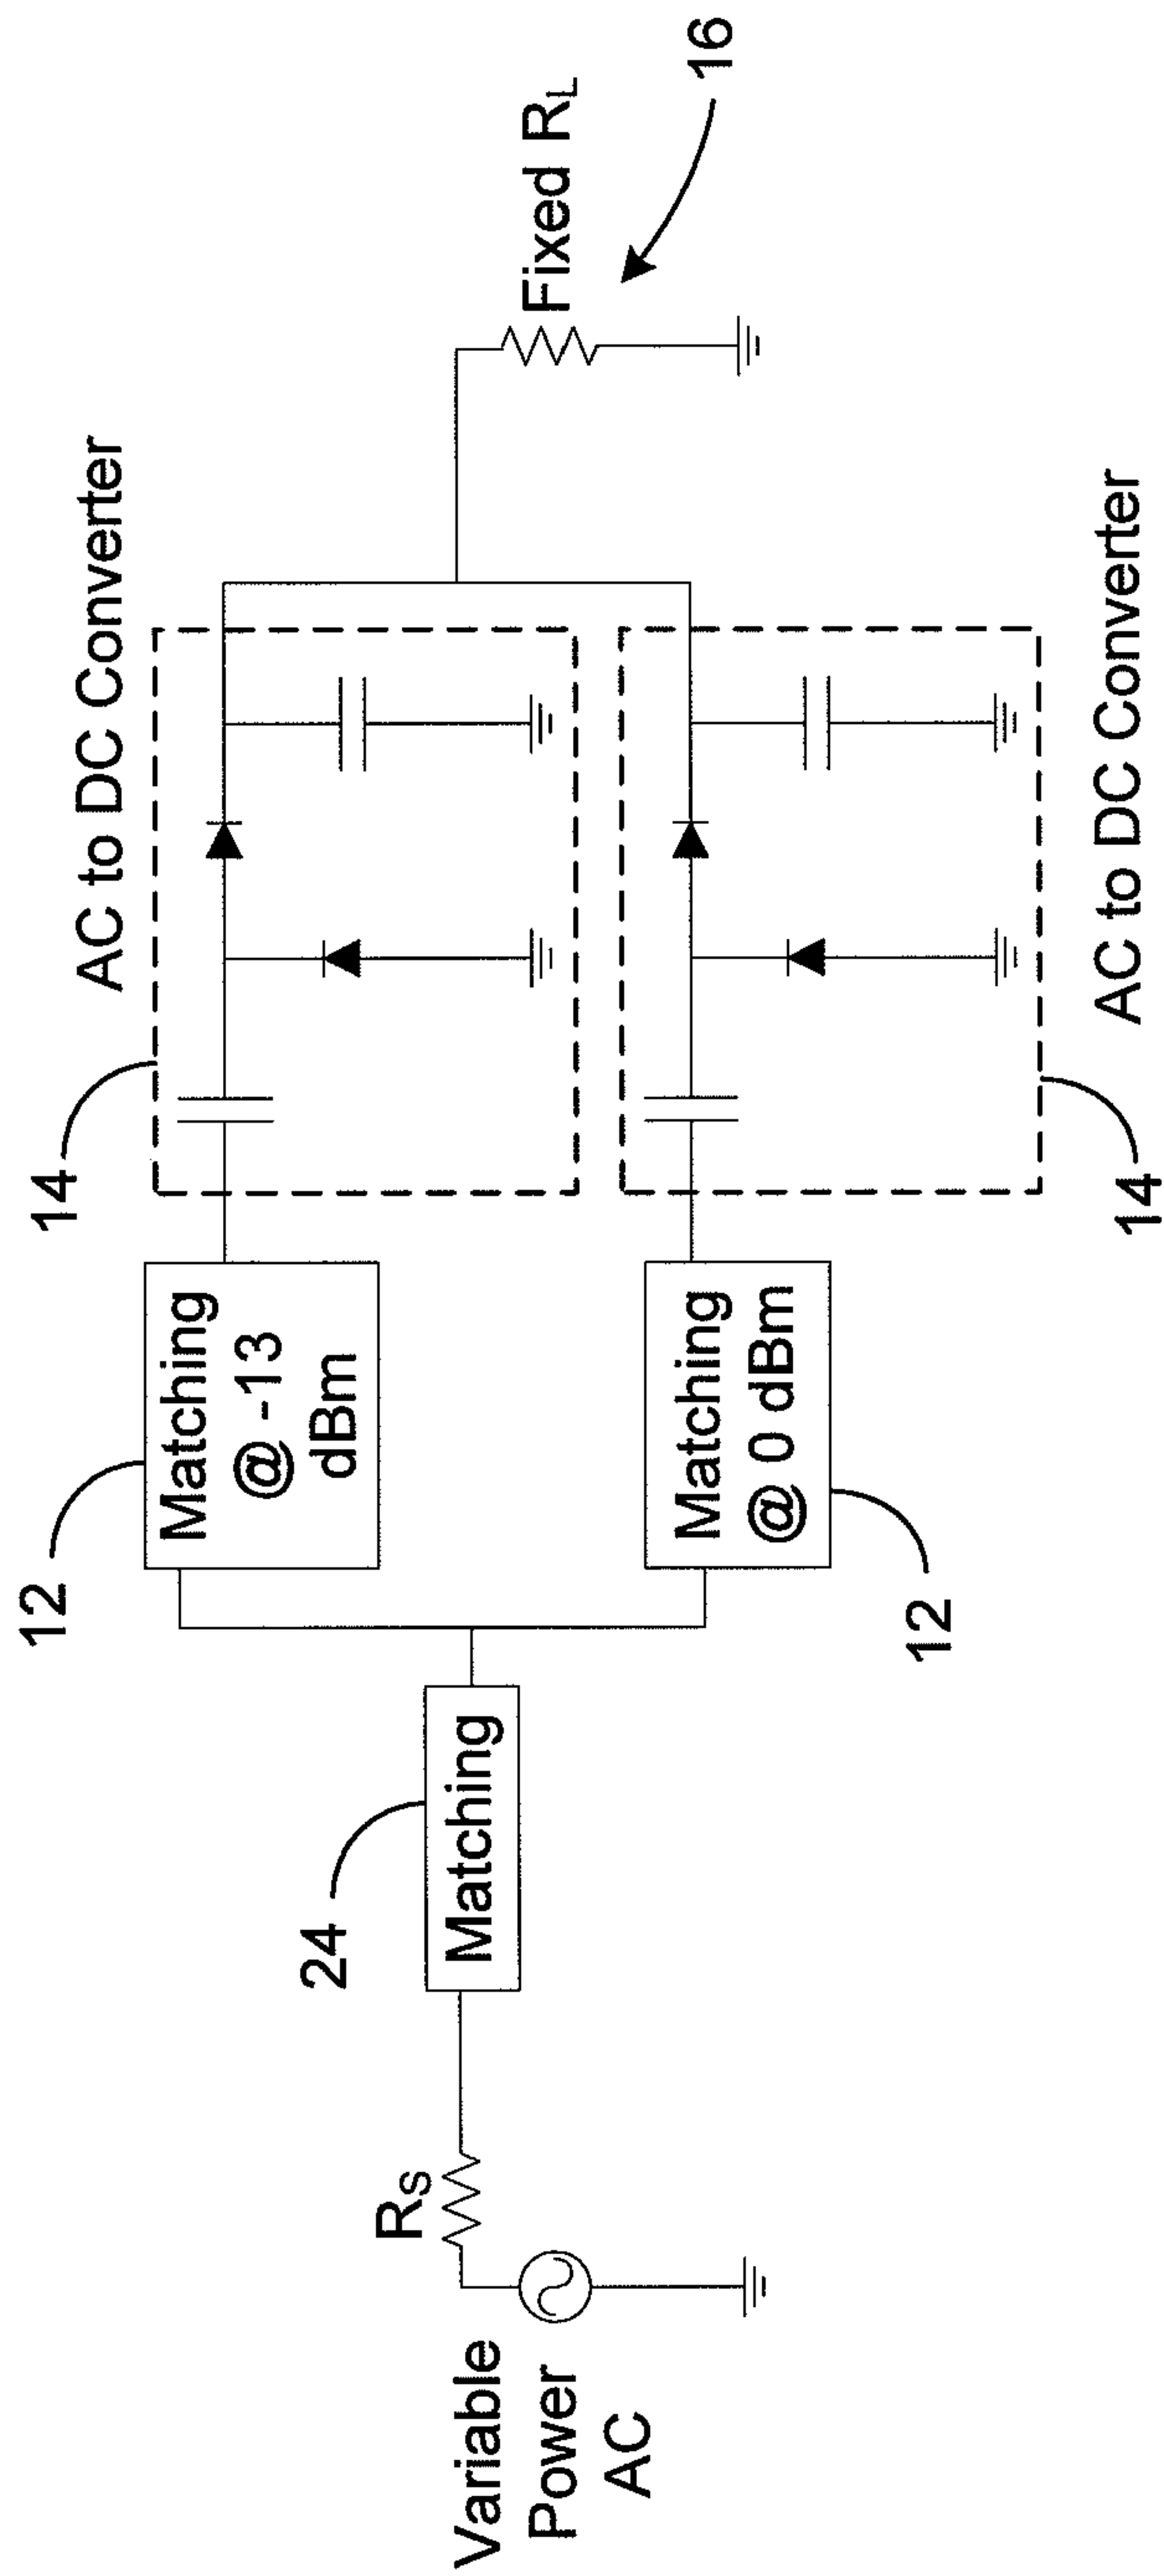 Variable
Power
AC
R_S
24
Matching
12
Matching
@ -13
dBm
14
AC to DC Converter
12
Matching
@ 0 dBm
14
AC to DC Converter
Fixed R_L
16